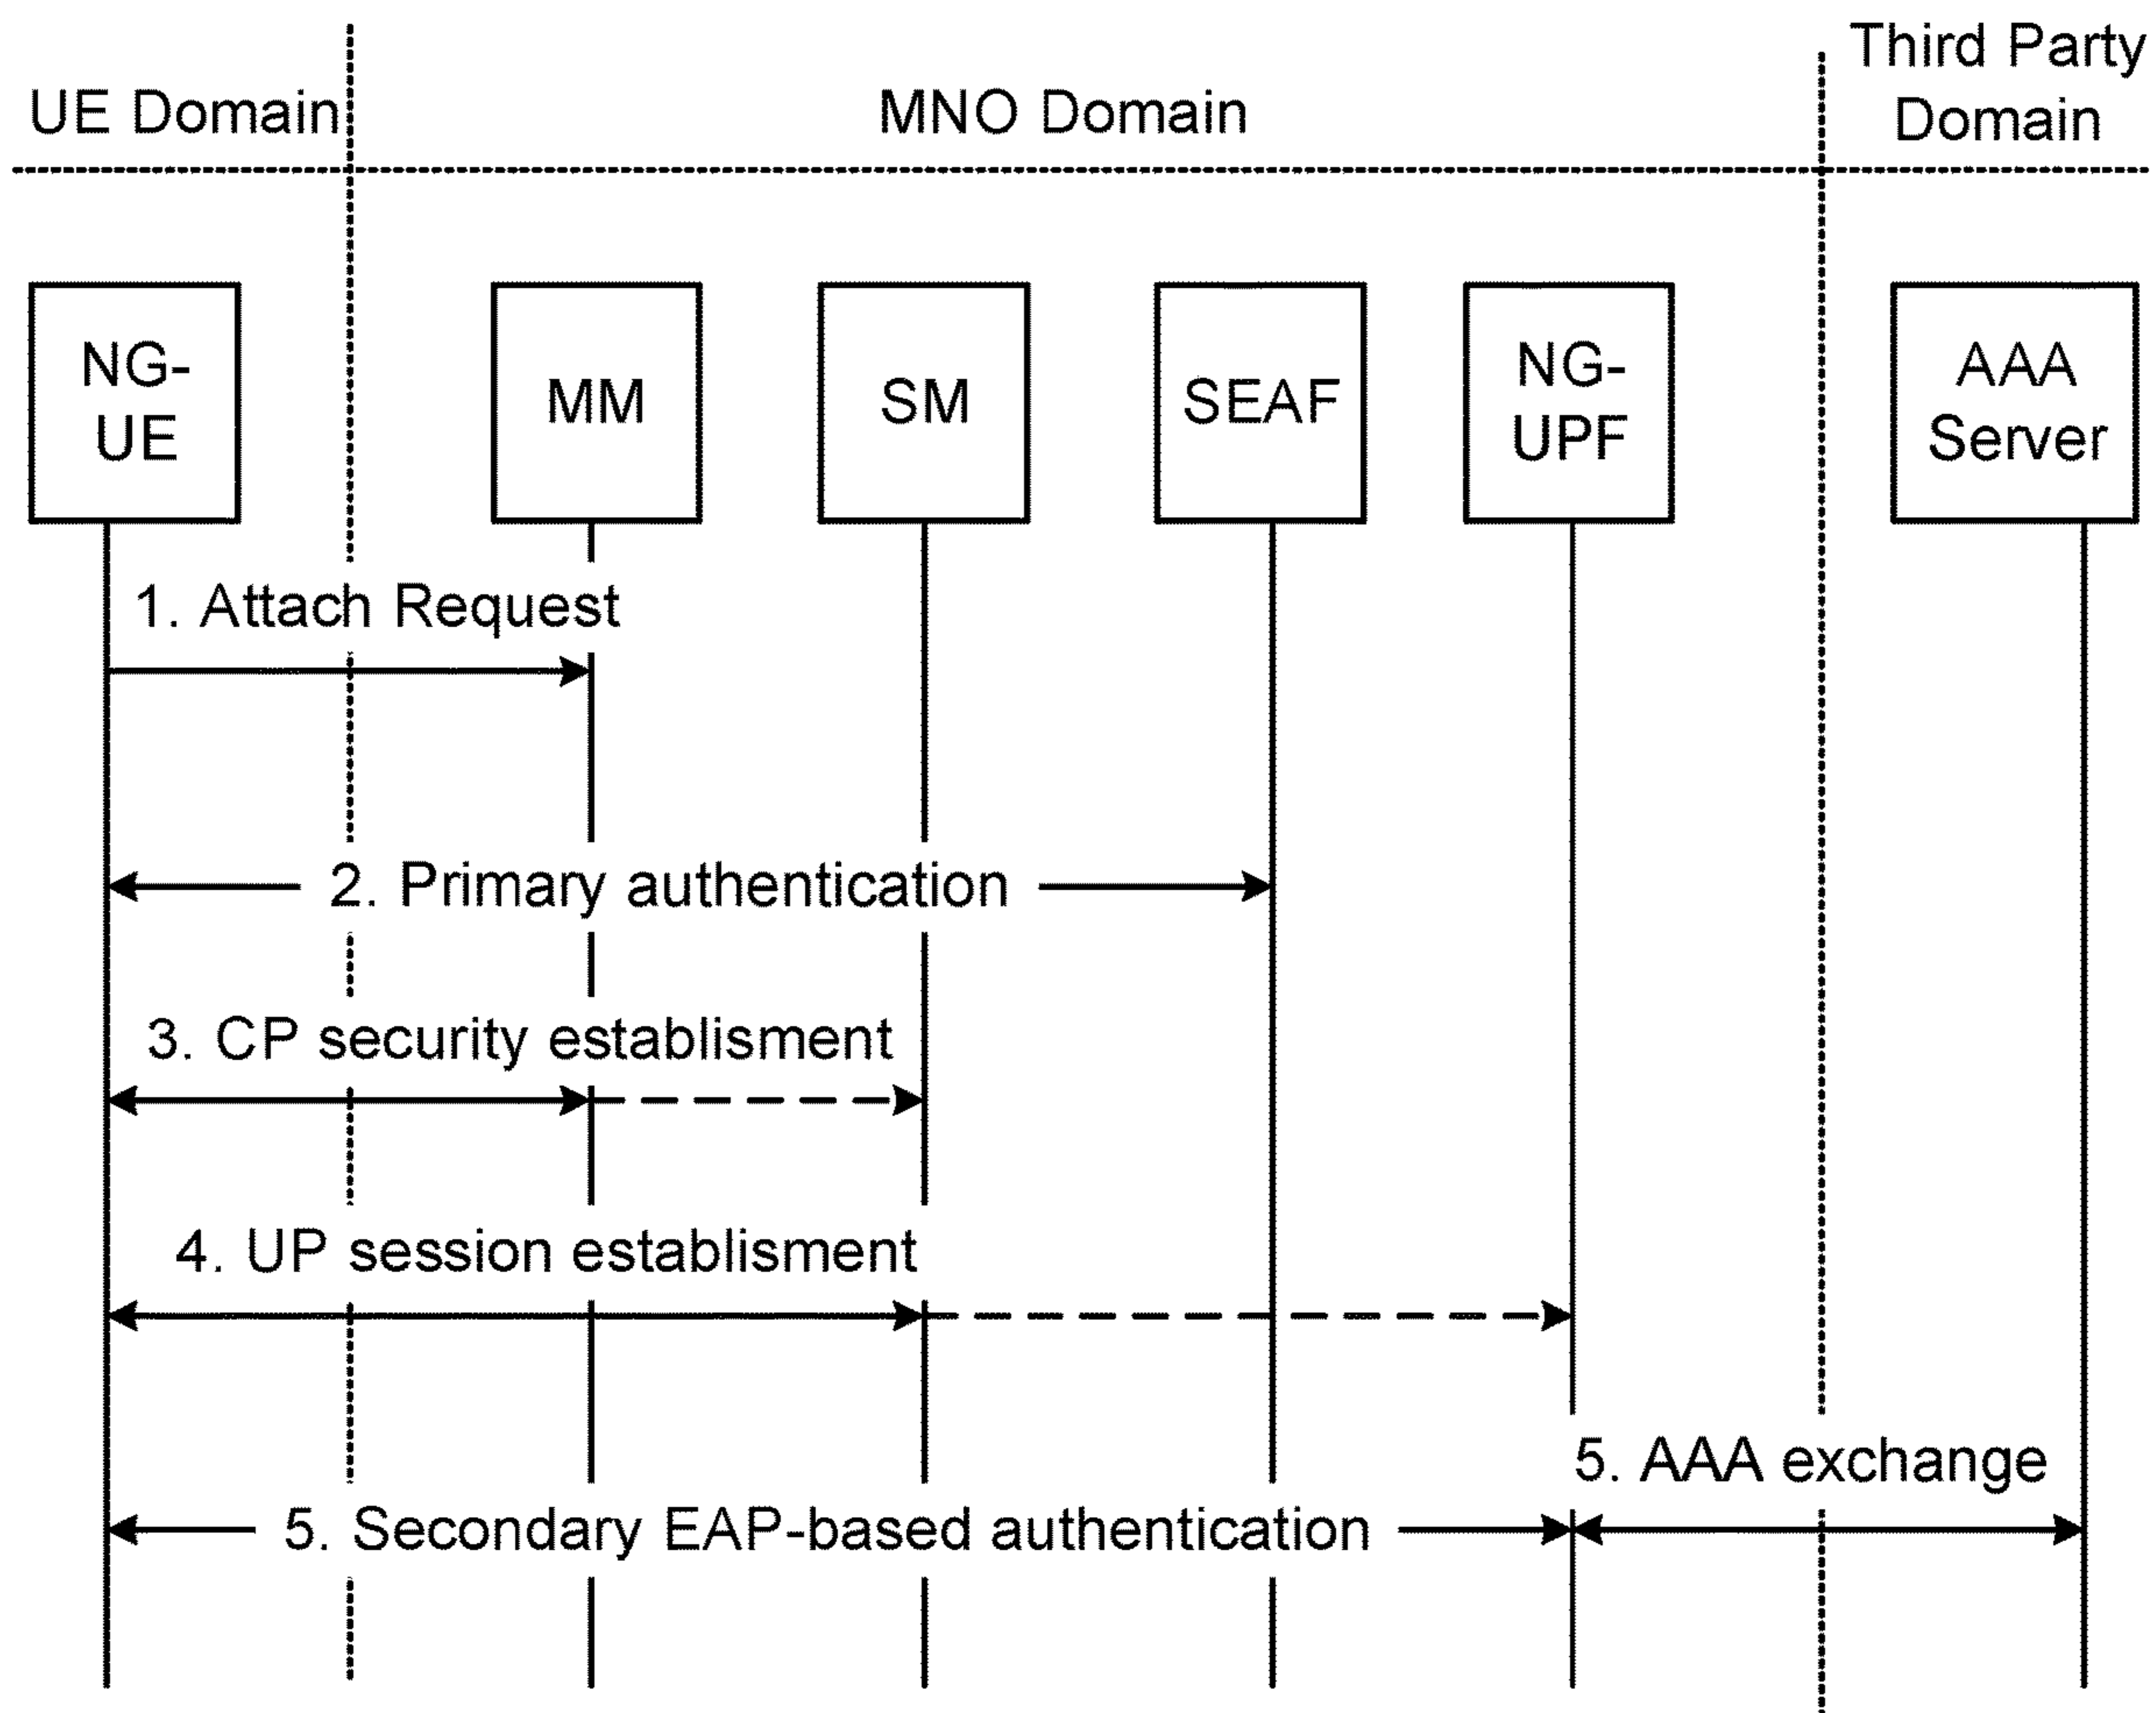 Third Party
UE Domain
MNO Domain
Domain
NG-
UE
MM
SM
SEAF
NG-
UPF
AAA
Server
1. Attach Request
2. Primary authentication
3. CP security establisment
4. UP session establisment
5. AAA exchange
5. Secondary EAP-based authentication